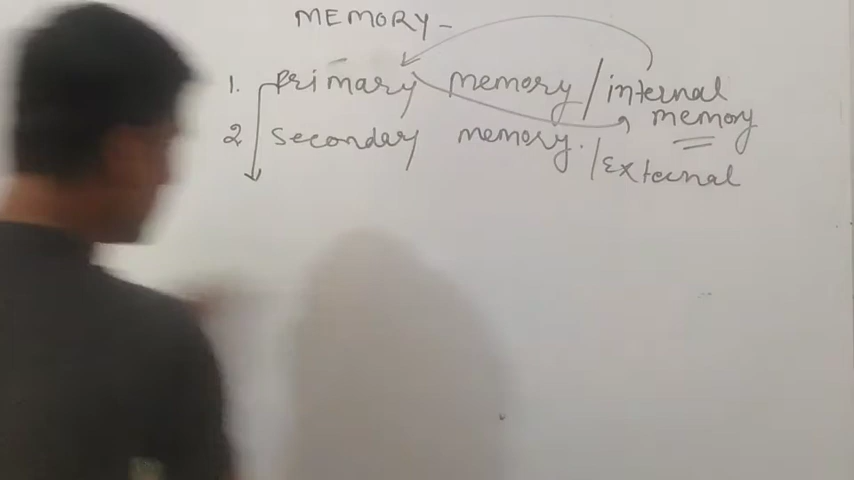 MEMORY -
1. Primary memory / internal memory
2 Secondary memory. / External